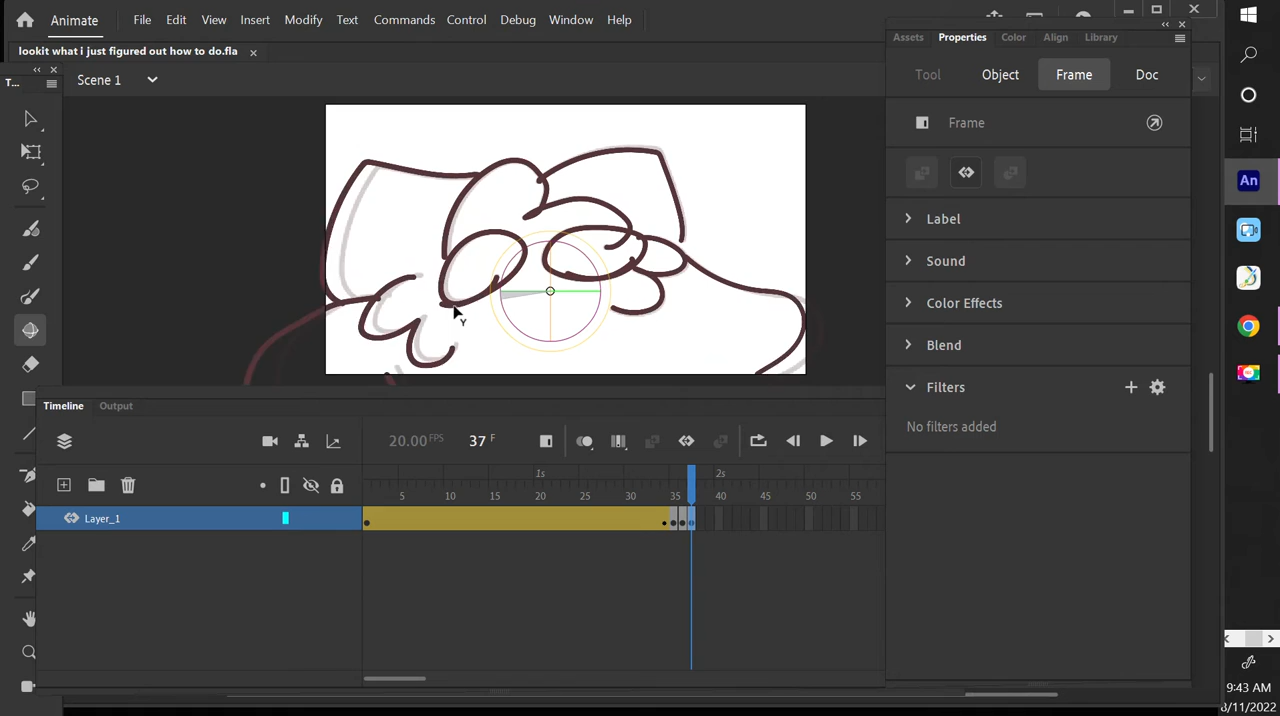 Animate File Edit View Insert Modify Text Commands Control Debug Window Help
lookit what i just figured out how to do.fla
T...
Scene 1
Assets Properties Color Align Library
Tool Object Frame Doc
Frame
Label
Sound
Color Effects
Blend
Filters
No filters added
Y
Timeline Output
20.00 FPS 37 F
1s 2s
5 10 15 20 25 30 35 40 45 50 55
Layer_1
An
9:43 AM
8/11/2022